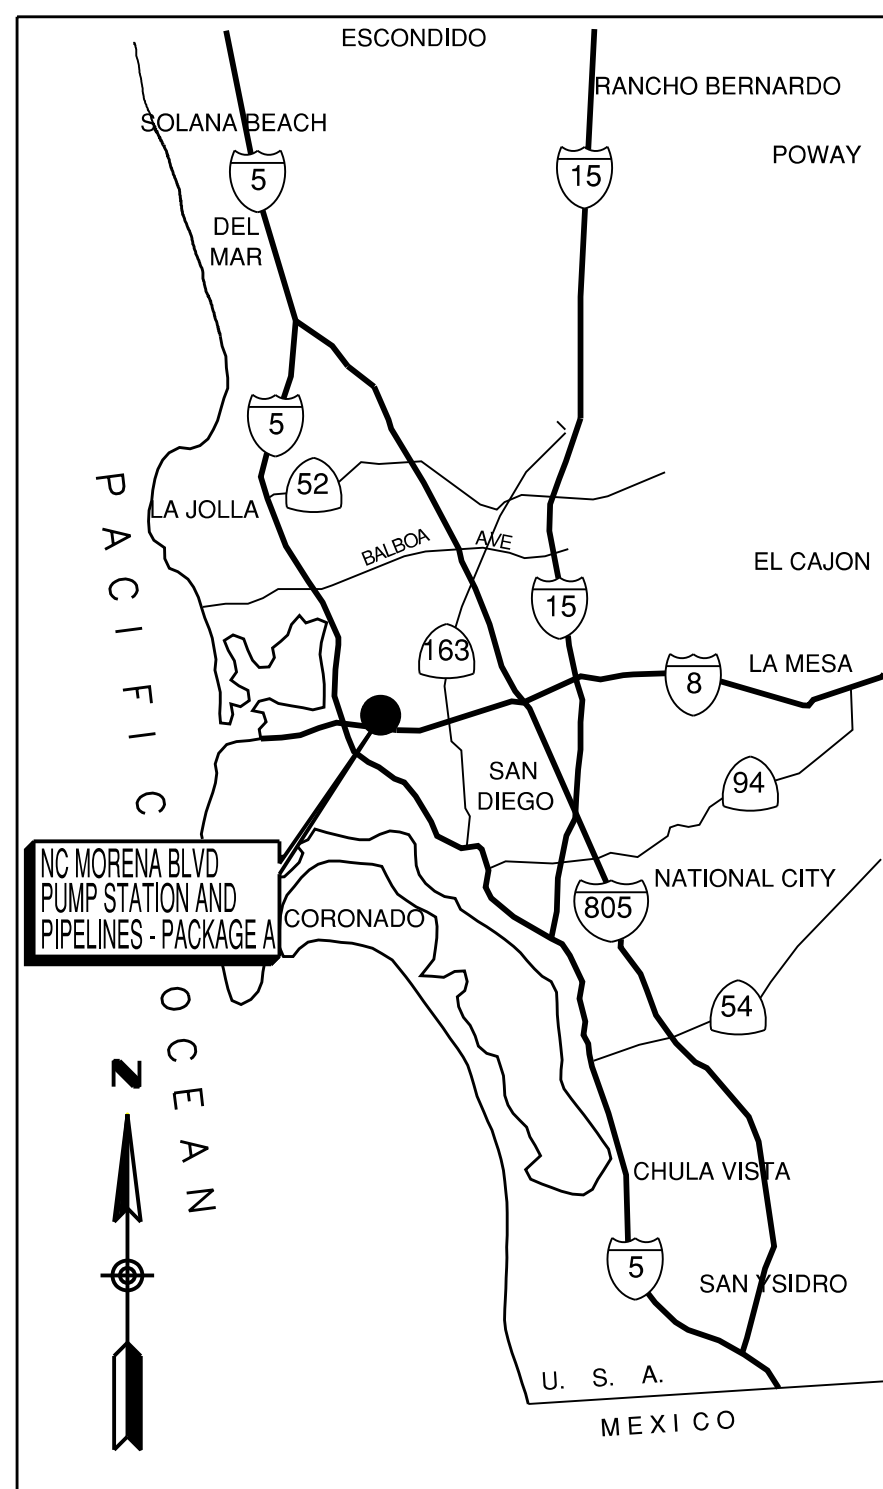 ESCONDIDO
RANCHO BERNARDO
SOLANA BEACH
POWAY
5
15
DEL
MAR
5
52
LA JOLLA
BALBOA AVE
EL CAJON
15
163
LA MESA
8
SAN
DIEGO
94
NC MORENA BLVD
PUMP STATION AND
PIPELINES - PACKAGE A
CORONADO
NATIONAL CITY
805
54
PACIFIC OCEAN
N
CHULA VISTA
5
SAN YSIDRO
U. S. A.
MEXICO